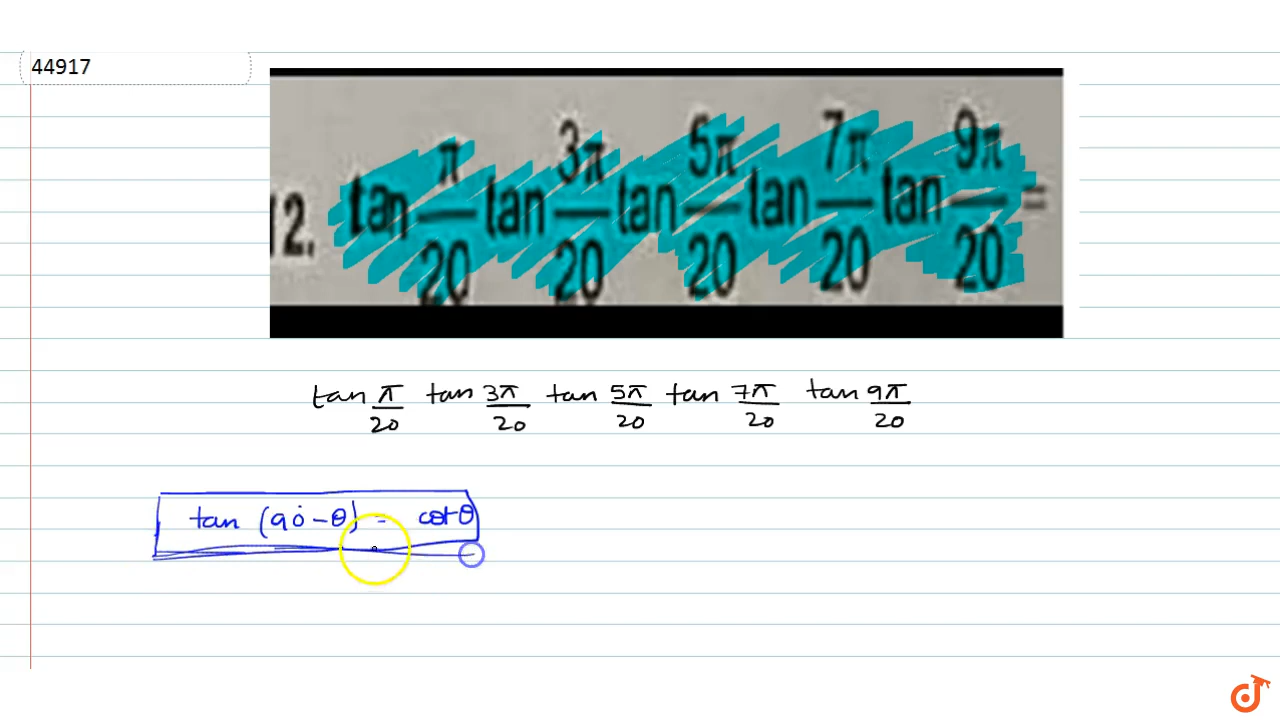 44917
12. tan π/20 tan 3π/20 tan 5π/20 tan 7π/20 tan 9π/20 =
tan π/20 tan 3π/20 tan 5π/20 tan 7π/20 tan 9π/20
tan (90° - θ) = cot θ